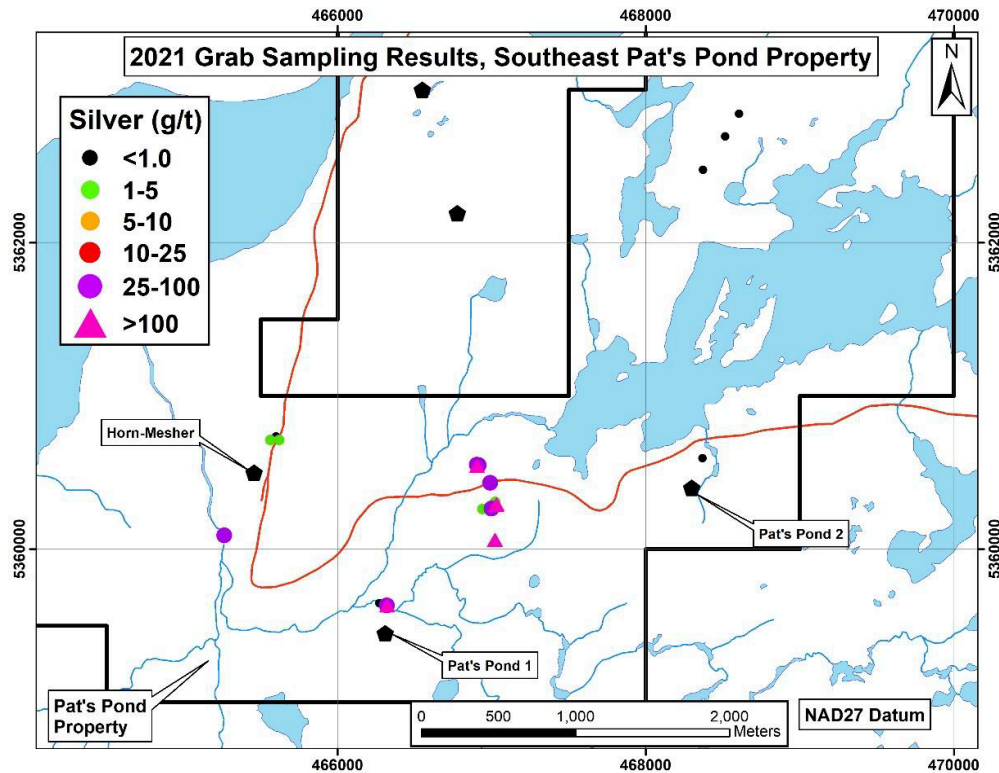 466000
468000
470000
2021 Grab Sampling Results, Southeast Pat's Pond Property
N
Silver (g/t)
<1.0
1-5
5-10
10-25
25-100
>100
5362000
5362000
Horn-Mesher
5360000
5360000
Pat's Pond 2
Pat's Pond 1
Pat's Pond
Property
0 500 1,000 2,000
Meters
NAD27 Datum
466000
468000
470000